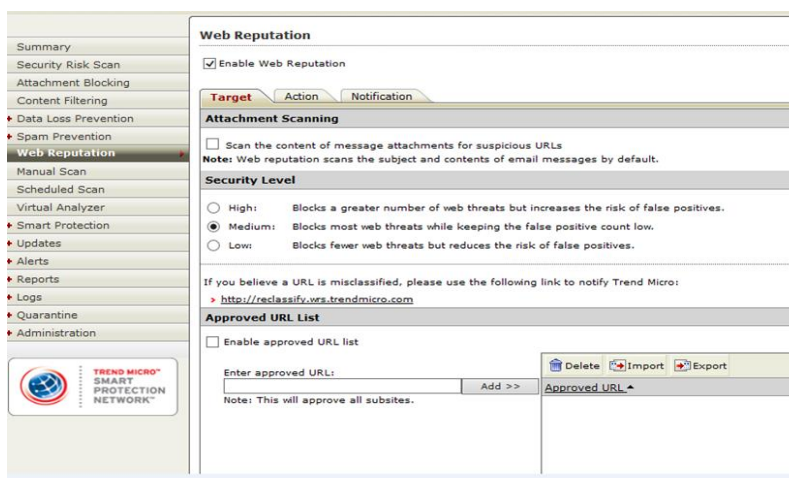 Summary
Security Risk Scan
Attachment Blocking
Content Filtering
Data Loss Prevention
Spam Prevention
Web Reputation
Manual Scan
Scheduled Scan
Virtual Analyzer
Smart Protection
Updates
Alerts
Reports
Logs
Quarantine
Administration
TREND MICRO™
SMART
PROTECTION
NETWORK™
Web Reputation
Enable Web Reputation
Target Action Notification
Attachment Scanning
Scan the content of message attachments for suspicious URLs
Note: Web reputation scans the subject and contents of email messages by default.
Security Level
High: Blocks a greater number of web threats but increases the risk of false positives.
Medium: Blocks most web threats while keeping the false positive count low.
Low: Blocks fewer web threats but reduces the risk of false positives.
If you believe a URL is misclassified, please use the following link to notify Trend Micro:
http://reclassify.wrs.trendmicro.com
Approved URL List
Enable approved URL list
Enter approved URL:
Add >>
Note: This will approve all subsites.
Delete Import Export
Approved URL